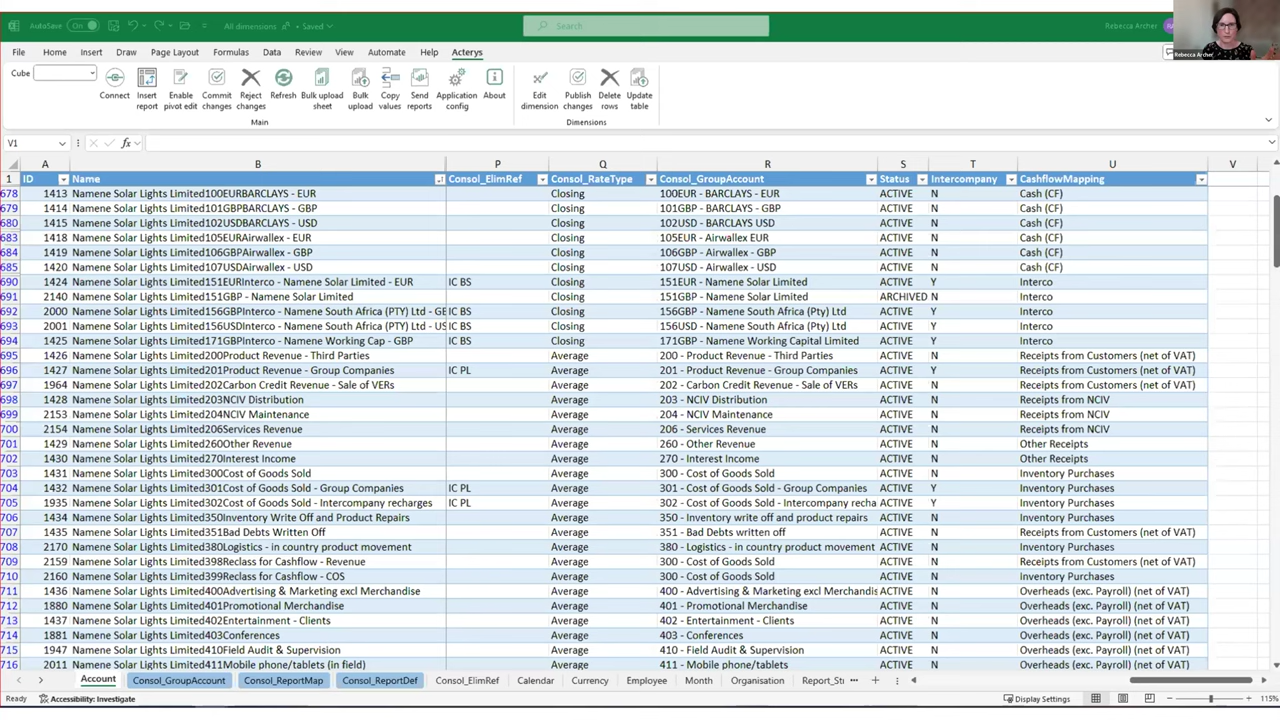 AutoSave On All dimensions • Saved Search Rebecca Archer RA
Rebecca Archer
File Home Insert Draw Page Layout Formulas Data Review View Automate Help Acterys
Cube Connect Insert report Enable pivot edit Commit changes Reject changes Refresh Bulk upload sheet Bulk upload Copy values Send reports Application config About Edit dimension Publish changes Delete rows Update table
Main Dimensions
V1 fx
A B P Q R S T U V
1 ID Name Consol_ElimRef Consol_RateType Consol_GroupAccount Status Intercompany CashflowMapping
678 1413 Namene Solar Lights Limited100EURBARCLAYS - EUR Closing 100EUR - BARCLAYS - EUR ACTIVE N Cash (CF)
679 1414 Namene Solar Lights Limited101GBPBARCLAYS - GBP Closing 101GBP - BARCLAYS - GBP ACTIVE N Cash (CF)
680 1415 Namene Solar Lights Limited102USDBARCLAYS - USD Closing 102USD - BARCLAYS USD ACTIVE N Cash (CF)
683 1418 Namene Solar Lights Limited105EURAirwallex - EUR Closing 105EUR - Airwallex EUR ACTIVE N Cash (CF)
684 1419 Namene Solar Lights Limited106GBPAirwallex - GBP Closing 106GBP - Airwallex - GBP ACTIVE N Cash (CF)
685 1420 Namene Solar Lights Limited107USDAirwallex - USD Closing 107USD - Airwallex - USD ACTIVE N Cash (CF)
690 1424 Namene Solar Lights Limited151EURInterco - Namene Solar Limited - EUR IC BS Closing 151EUR - Namene Solar Limited ACTIVE Y Interco
691 2140 Namene Solar Lights Limited151GBP - Namene Solar Limited Closing 151GBP - Namene Solar Limited ARCHIVED N Interco
692 2000 Namene Solar Lights Limited156GBPInterco - Namene South Africa (PTY) Ltd - GE IC BS Closing 156GBP - Namene South Africa (Pty) Ltd ACTIVE Y Interco
693 2001 Namene Solar Lights Limited156USDInterco - Namene South Africa (PTY) Ltd - US IC BS Closing 156USD - Namene South Africa (Pty) Ltd ACTIVE Y Interco
694 1425 Namene Solar Lights Limited171GBPInterco - Namene Working Cap - GBP IC BS Closing 171GBP - Namene Working Capital Limited ACTIVE Y Interco
695 1426 Namene Solar Lights Limited200Product Revenue - Third Parties Average 200 - Product Revenue - Third Parties ACTIVE N Receipts from Customers (net of VAT)
696 1427 Namene Solar Lights Limited201Product Revenue - Group Companies IC PL Average 201 - Product Revenue - Group Companies ACTIVE Y Receipts from Customers (net of VAT)
697 1964 Namene Solar Lights Limited202Carbon Credit Revenue - Sale of VERs Average 202 - Carbon Credit Revenue - Sale of VERs ACTIVE N Receipts from Customers (net of VAT)
698 1428 Namene Solar Lights Limited203NCIV Distribution Average 203 - NCIV Distribution ACTIVE N Receipts from NCIV
699 2153 Namene Solar Lights Limited204NCIV Maintenance Average 204 - NCIV Maintenance ACTIVE N Receipts from NCIV
700 2154 Namene Solar Lights Limited206Services Revenue Average 206 - Services Revenue ACTIVE N Receipts from NCIV
701 1429 Namene Solar Lights Limited260Other Revenue Average 260 - Other Revenue ACTIVE N Other Receipts
702 1430 Namene Solar Lights Limited270Interest Income Average 270 - Interest Income ACTIVE N Other Receipts
703 1431 Namene Solar Lights Limited300Cost of Goods Sold Average 300 - Cost of Goods Sold ACTIVE N Inventory Purchases
704 1432 Namene Solar Lights Limited301Cost of Goods Sold - Group Companies IC PL Average 301 - Cost of Goods Sold - Group Companies ACTIVE Y Inventory Purchases
705 1935 Namene Solar Lights Limited302Cost of Goods Sold - Intercompany recharges IC PL Average 302 - Cost of Goods Sold - Intercompany recha ACTIVE Y Inventory Purchases
706 1434 Namene Solar Lights Limited350Inventory Write Off and Product Repairs Average 350 - Inventory write off and product repairs ACTIVE N Inventory Purchases
707 1435 Namene Solar Lights Limited351Bad Debts Written Off Average 351 - Bad Debts written off ACTIVE N Receipts from Customers (net of VAT)
708 2170 Namene Solar Lights Limited380Logistics - in country product movement Average 380 - Logistics - in country product movement ACTIVE N Inventory Purchases
709 2159 Namene Solar Lights Limited398Reclass for Cashflow - Revenue Average 300 - Cost of Goods Sold ACTIVE N Receipts from Customers (net of VAT)
710 2160 Namene Solar Lights Limited399Reclass for Cashflow - COS Average 300 - Cost of Goods Sold ACTIVE N Inventory Purchases
711 1436 Namene Solar Lights Limited400Advertising & Marketing excl Merchandise Average 400 - Advertising & Marketing excl Merchandis ACTIVE N Overheads (exc. Payroll) (net of VAT)
712 1880 Namene Solar Lights Limited401Promotional Merchandise Average 401 - Promotional Merchandise ACTIVE N Overheads (exc. Payroll) (net of VAT)
713 1437 Namene Solar Lights Limited402Entertainment - Clients Average 402 - Entertainment - Clients ACTIVE N Overheads (exc. Payroll) (net of VAT)
714 1881 Namene Solar Lights Limited403Conferences Average 403 - Conferences ACTIVE N Overheads (exc. Payroll) (net of VAT)
715 1947 Namene Solar Lights Limited410Field Audit & Supervision Average 410 - Field Audit & Supervision ACTIVE N Overheads (exc. Payroll) (net of VAT)
716 2011 Namene Solar Lights Limited411Mobile phone/tablets (in field) Average 411 - Mobile phone/tablets ACTIVE N Overheads (exc. Payroll) (net of VAT)
Account Consol_GroupAccount Consol_ReportMap Consol_ReportDef Consol_ElimRef Calendar Currency Employee Month Organisation Report_Str
Ready Accessibility: Investigate Display Settings 115%